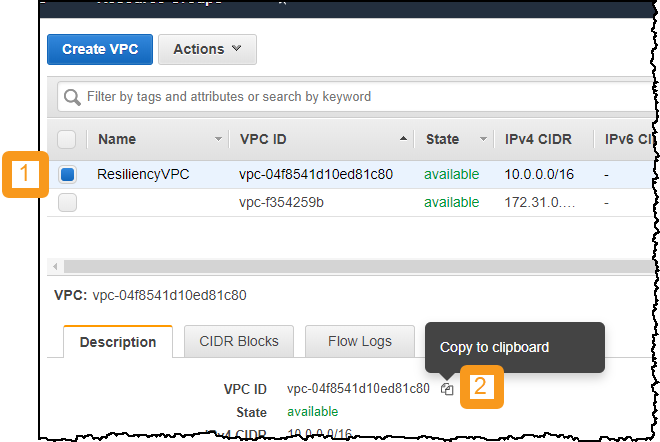 Create VPC Actions
Filter by tags and attributes or search by keyword
Name VPC ID State IPv4 CIDR IPv6 CI
1
ResiliencyVPC vpc-04f8541d10ed81c80 available 10.0.0.0/16 -
vpc-f354259b available 172.31.0.... -
VPC: vpc-04f8541d10ed81c80
Description CIDR Blocks Flow Logs
Copy to clipboard
VPC ID vpc-04f8541d10ed81c80 2
State available
IPv4 CIDR 10.0.0.0/16